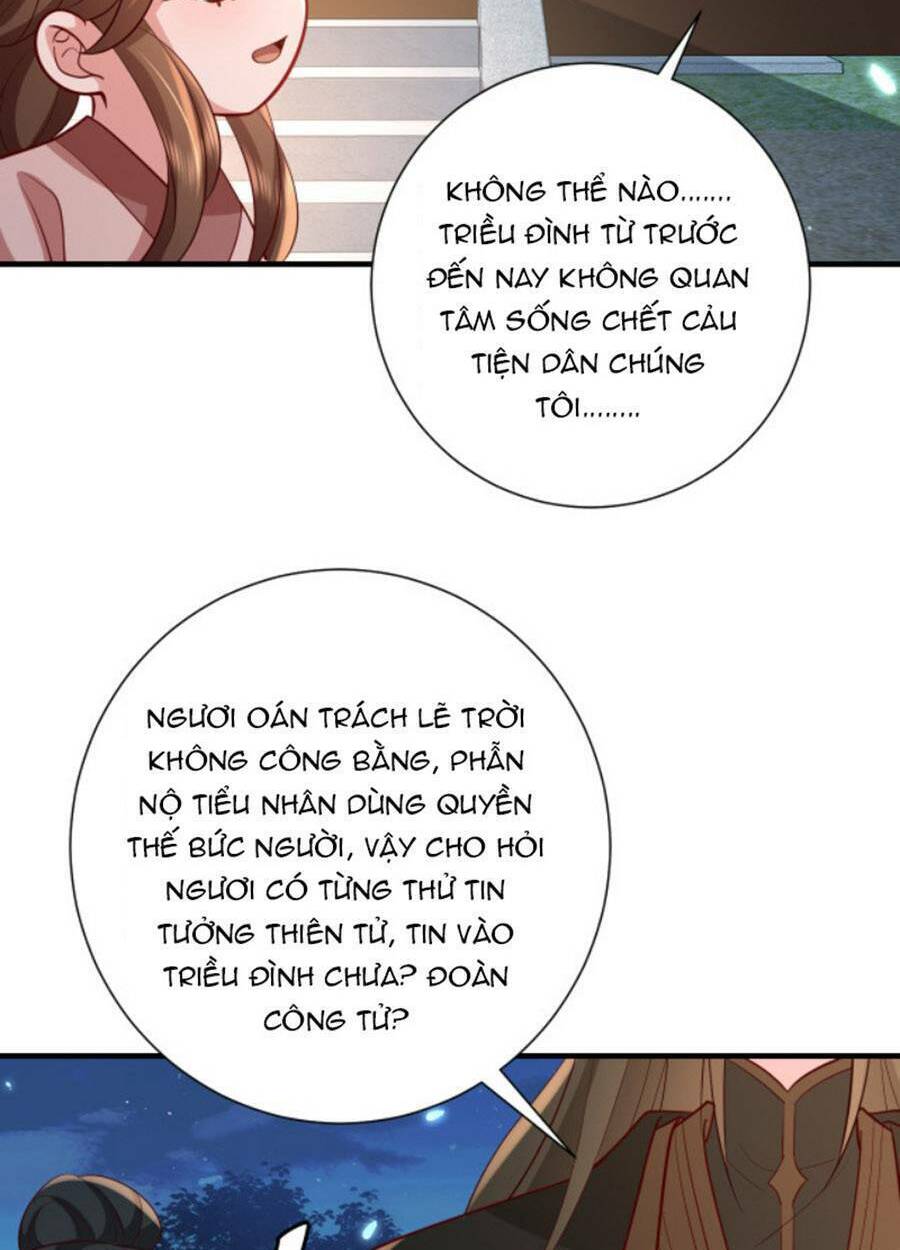 KHÔNG THỂ NÀO.......
TRIỀU ĐÌNH TỪ TRƯỚC
ĐẾN NAY KHÔNG QUAN
TÂM SỐNG CHẾT CẢU
TIỆN DÂN CHÚNG
TÔI........
NGƯƠI OÁN TRÁCH LẼ TRỜI
KHÔNG CÔNG BẰNG, PHẪN
NỘ TIỂU NHÂN DÙNG QUYỀN
THẾ BỨC NGƯỜI, VẬY CHO HỎI
NGƯƠI CÓ TỪNG THỬ TIN
TƯỞNG THIÊN TỬ, TIN VÀO
TRIỀU ĐÌNH CHƯA? ĐOÀN
CÔNG TỬ?